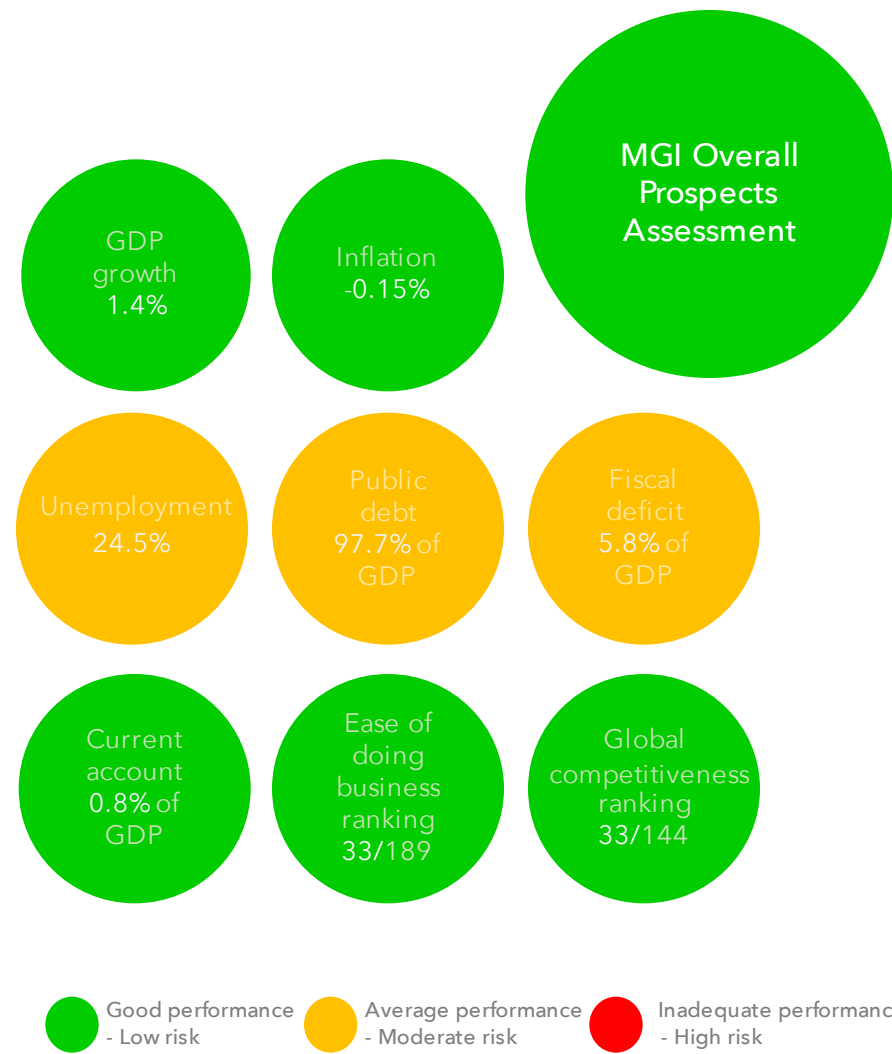 MGI Overall
Prospects
Assessment
GDP
growth
1.4%
Inflation
-0.15%
Unemployment
24.5%
Public
debt
97.7% of
GDP
Fiscal
deficit
5.8% of
GDP
Current
account
0.8% of
GDP
Ease of
doing
business
ranking
33/189
Global
competitiveness
ranking
33/144
Good performance
- Low risk
Average performance
- Moderate risk
Inadequate performanc
- High risk